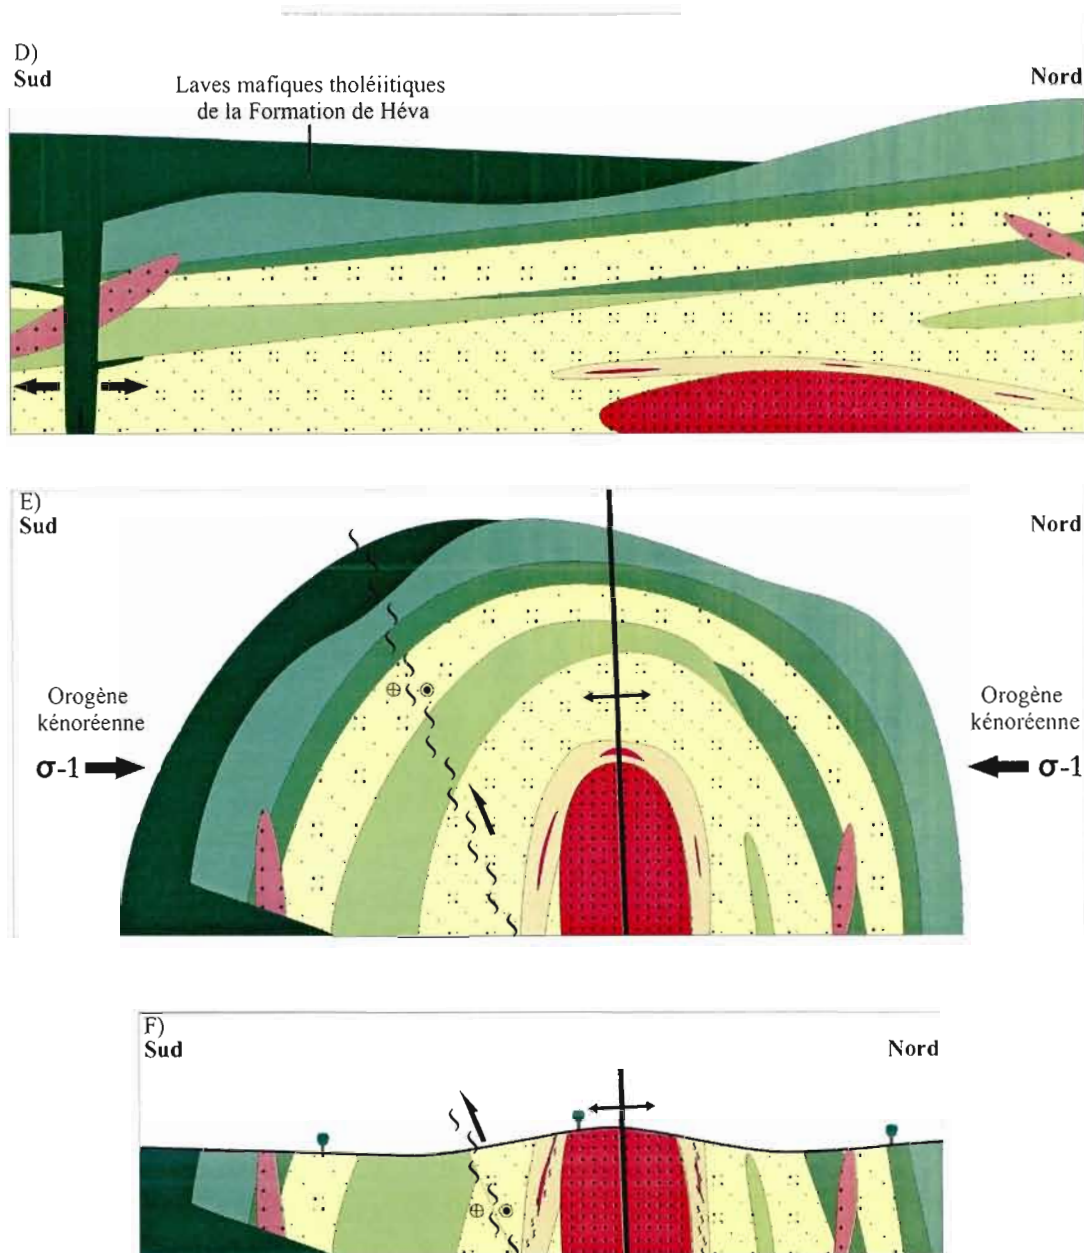 D)
Sud
Nord
Laves mafiques tholéiitiques
de la Formation de Héva
E)
Sud
Nord
Orogène
kénoréenne
σ-1
Orogène
kénoréenne
σ-1
F)
Sud
Nord